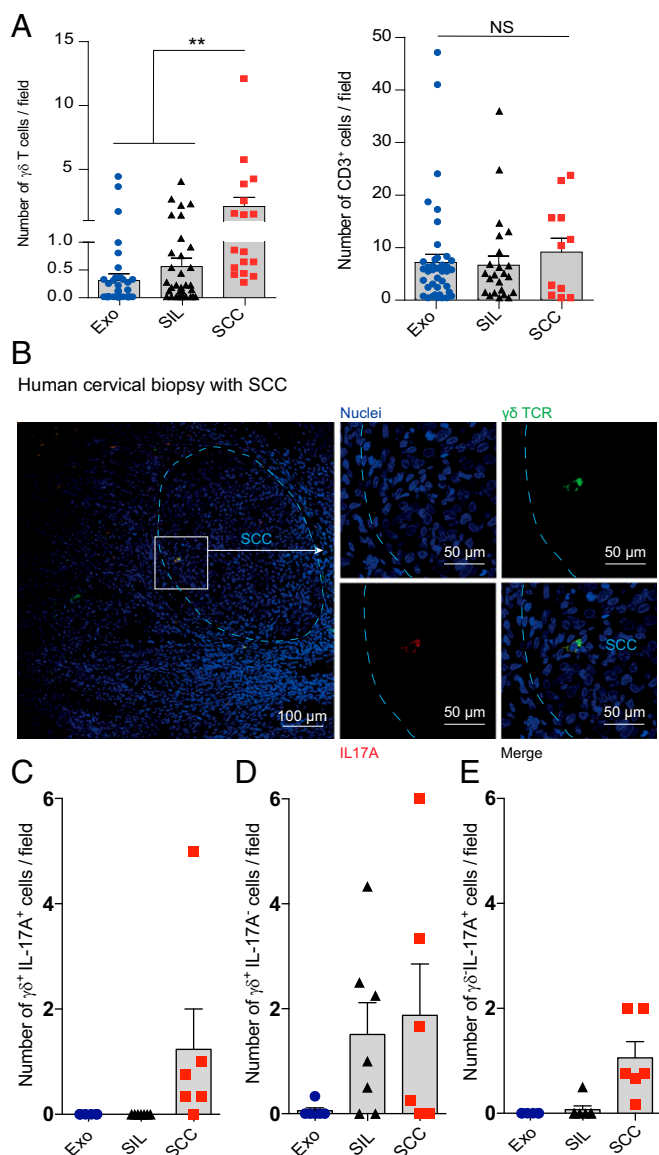 A
Number of γδ T cells / field
15
10
5
1.0
0.5
0.0
**
Exo
SIL
SCC
Number of CD3⁺ cells / field
50
40
30
20
10
0
NS
Exo
SIL
SCC
B
Human cervical biopsy with SCC
Nuclei
γδ TCR
SCC
100 μm
50 μm
50 μm
50 μm
SCC
50 μm
IL17A
Merge
C
Number of γδ⁺ IL-17A⁺ cells / field
6
4
2
0
Exo
SIL
SCC
D
Number of γδ⁺ IL-17A⁻ cells / field
6
4
2
0
Exo
SIL
SCC
E
Number of γδ⁻IL-17A⁺ cells / field
6
4
2
0
Exo
SIL
SCC